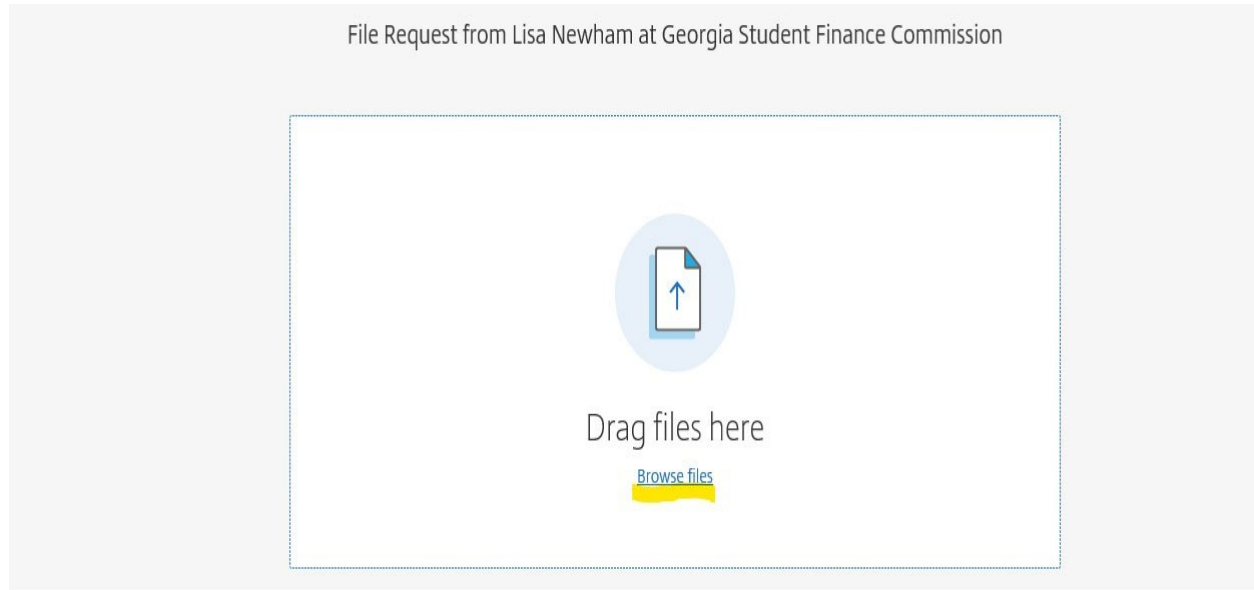 File Request from Lisa Newham at Georgia Student Finance Commission
Drag files here
Browse files